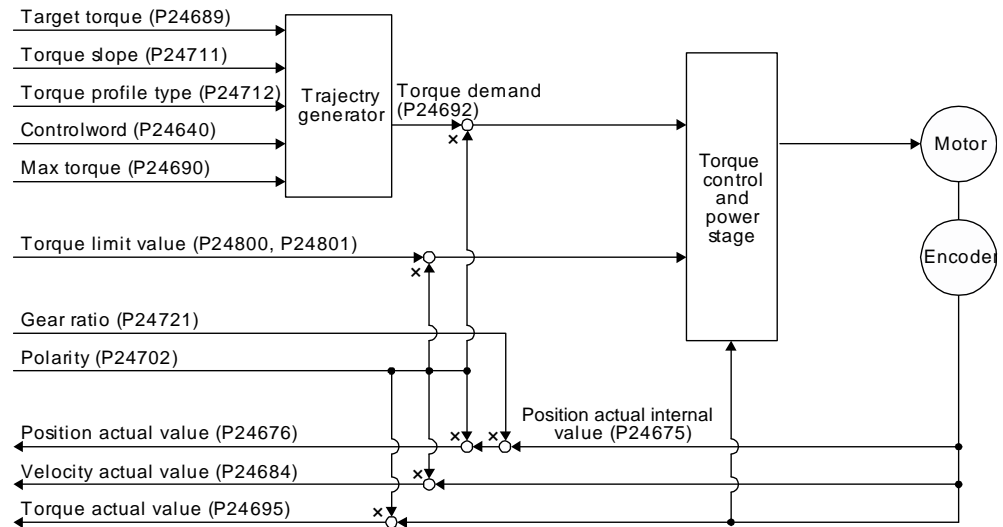 Target torque (P24689)
Torque slope (P24711)
Torque profile type (P24712)
Controlword (P24640)
Max torque (P24690)
Trajectry
generator
Torque demand
(P24692)
×
Torque
control
and
power
stage
Motor
Encoder
Torque limit value (P24800, P24801)
×
Gear ratio (P24721)
Polarity (P24702)
Position actual internal
value (P24675)
Position actual value (P24676)
×
×
Velocity actual value (P24684)
×
Torque actual value (P24695)
×